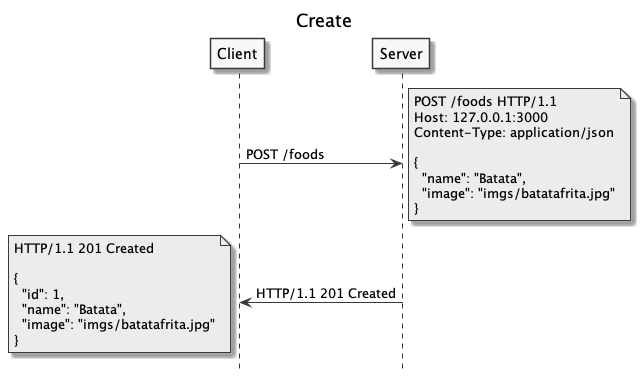 Create
Client
Server
POST /foods HTTP/1.1
Host: 127.0.0.1:3000
Content-Type: application/json
{
"name": "Batata",
"image": "imgs/batatafrita.jpg"
}
POST /foods
HTTP/1.1 201 Created
{
"id": 1,
"name": "Batata",
"image": "imgs/batatafrita.jpg"
}
HTTP/1.1 201 Created